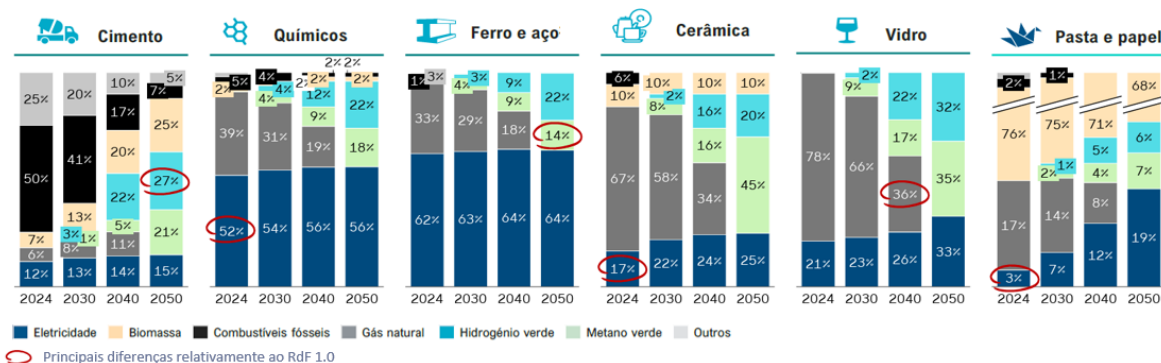 Cimento
Químicos
Ferro e aço
Cerâmica
Vidro
Pasta e papel
25% 20% 10% 5%
50% 41% 17% 7%
7% 13% 20% 25%
3% 22% 27%
1% 5% 21%
6% 8% 11%
12% 13% 14% 15%
2024 2030 2040 2050
5% 4% 2% 2% 2%
2% 2% 2%
4% 12% 22%
4% 9% 18%
39% 31% 19%
52% 54% 56% 56%
2024 2030 2040 2050
1% 3% 3% 9% 22%
4% 9% 14%
33% 29% 18%
62% 63% 64% 64%
2024 2030 2040 2050
6%
10% 10% 10% 10%
2% 16% 20%
8% 16% 45%
67% 58% 34%
17% 22% 24% 25%
2024 2030 2040 2050
2% 22% 32%
9% 17% 35%
78% 66% 36%
21% 23% 26% 33%
2024 2030 2040 2050
2% 1%
76% 75% 71% 68%
1% 5% 6%
2% 4% 7%
17% 14% 8%
3% 7% 12% 19%
2024 2030 2040 2050
Eletricidade Biomassa Combustíveis fósseis Gás natural Hidrogénio verde Metano verde Outros
Principais diferenças relativamente ao RdF 1.0